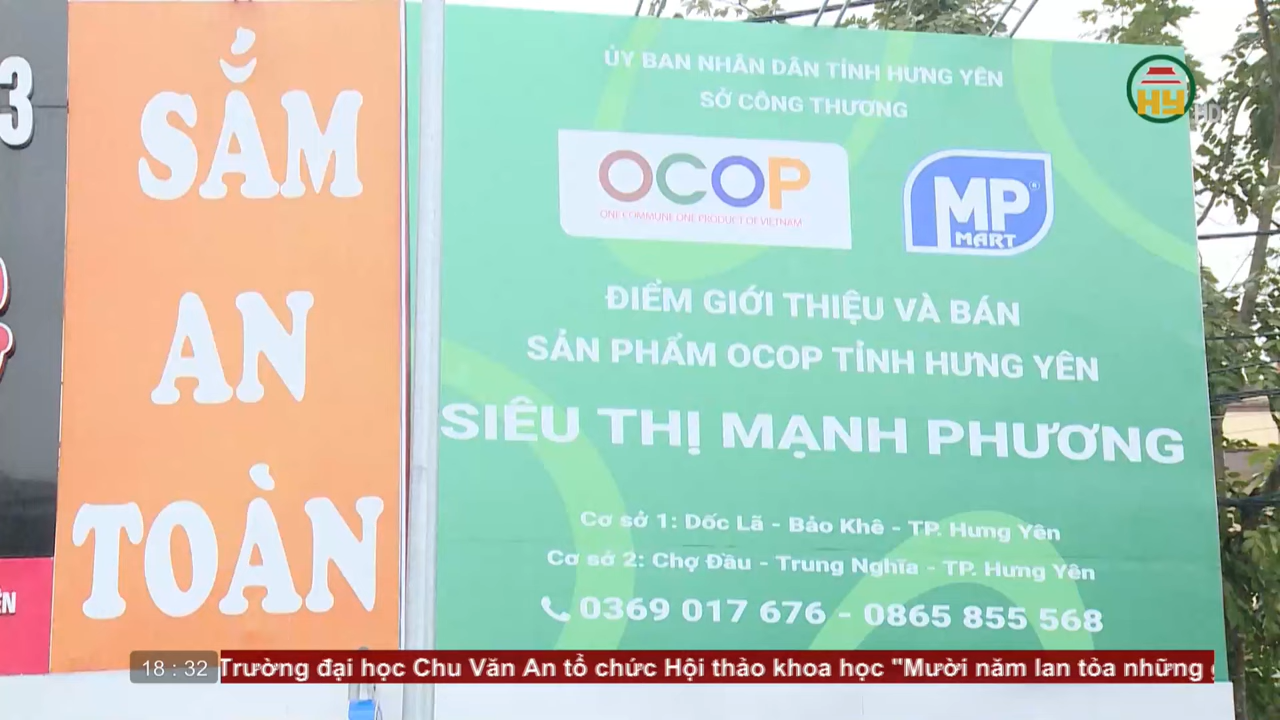 3
SẮM
AN
TOÀN
ỦY BAN NHÂN DÂN TỈNH HƯNG YÊN
SỞ CÔNG THƯƠNG
OCOP
ONE COMMUNE ONE PRODUCT OF VIETNAM
MP®
MART
ĐIỂM GIỚI THIỆU VÀ BÁN
SẢN PHẨM OCOP TỈNH HƯNG YÊN
SIÊU THỊ MẠNH PHƯƠNG
Cơ sở 1: Dốc Lã - Bảo Khê - TP. Hưng Yên
Cơ sở 2: Chợ Đầu - Trung Nghĩa - TP. Hưng Yên
0369 017 676 - 0865 855 568
HY
HD
18 : 32
Trường đại học Chu Văn An tổ chức Hội thảo khoa học "Mười năm lan tỏa những